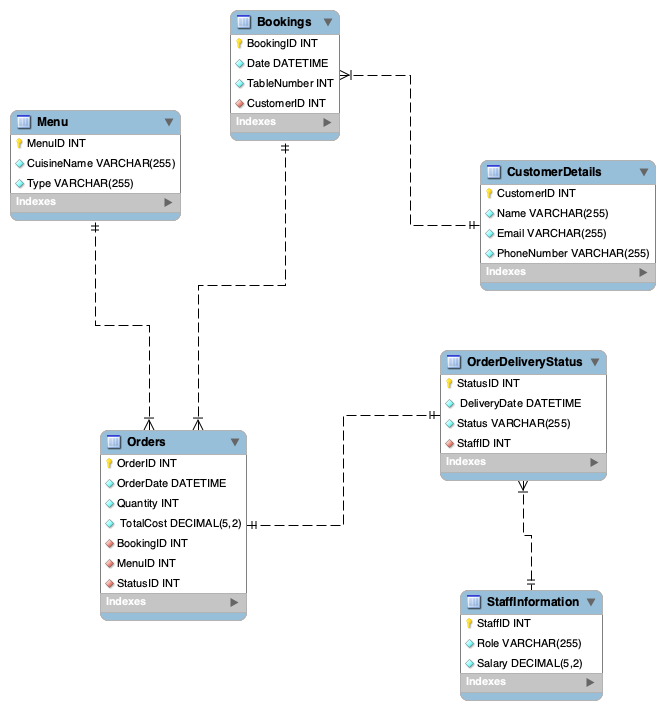 Bookings
BookingID INT
Date DATETIME
TableNumber INT
CustomerID INT
Indexes
Menu
MenuID INT
CuisineName VARCHAR(255)
Type VARCHAR(255)
Indexes
CustomerDetails
CustomerID INT
Name VARCHAR(255)
Email VARCHAR(255)
PhoneNumber VARCHAR(255)
Indexes
OrderDeliveryStatus
StatusID INT
DeliveryDate DATETIME
Status VARCHAR(255)
StaffID INT
Indexes
Orders
OrderID INT
OrderDate DATETIME
Quantity INT
TotalCost DECIMAL(5,2)
BookingID INT
MenuID INT
StatusID INT
Indexes
StaffInformation
StaffID INT
Role VARCHAR(255)
Salary DECIMAL(5,2)
Indexes